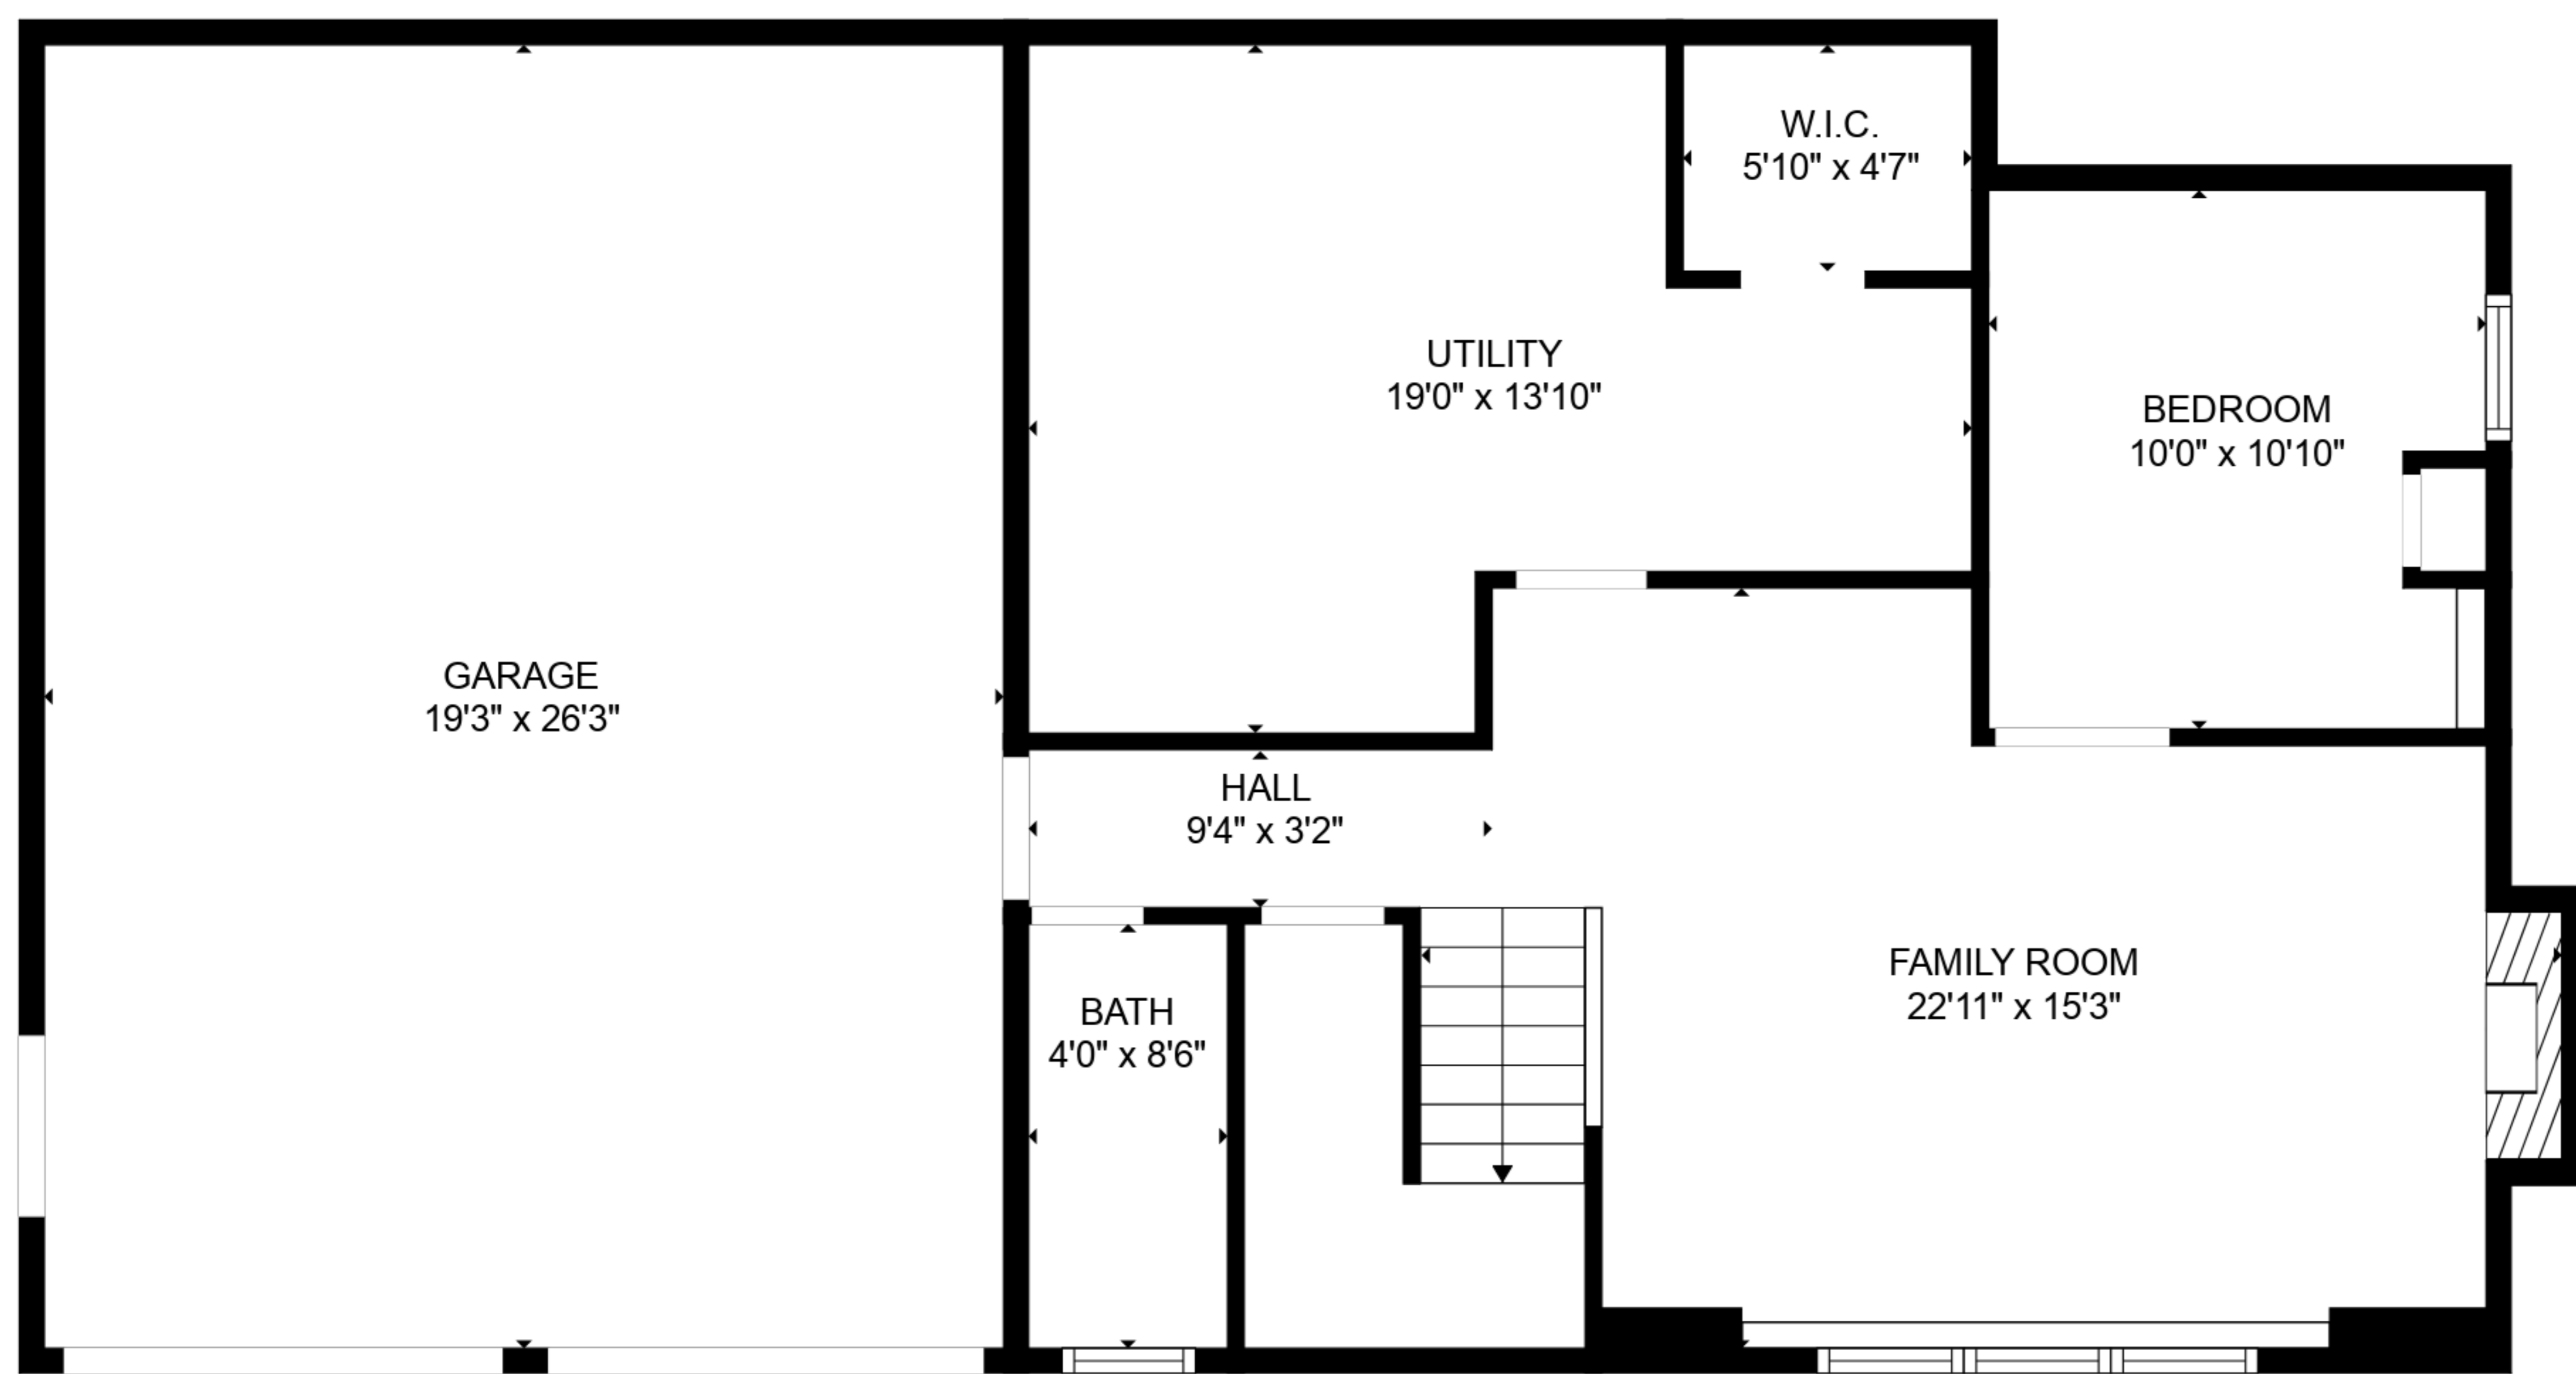 W.I.C.
5'10" x 4'7"
UTILITY
19'0" x 13'10"
BEDROOM
10'0" x 10'10"
GARAGE
19'3" x 26'3"
HALL
9'4" x 3'2"
FAMILY ROOM
22'11" x 15'3"
BATH
4'0" x 8'6"